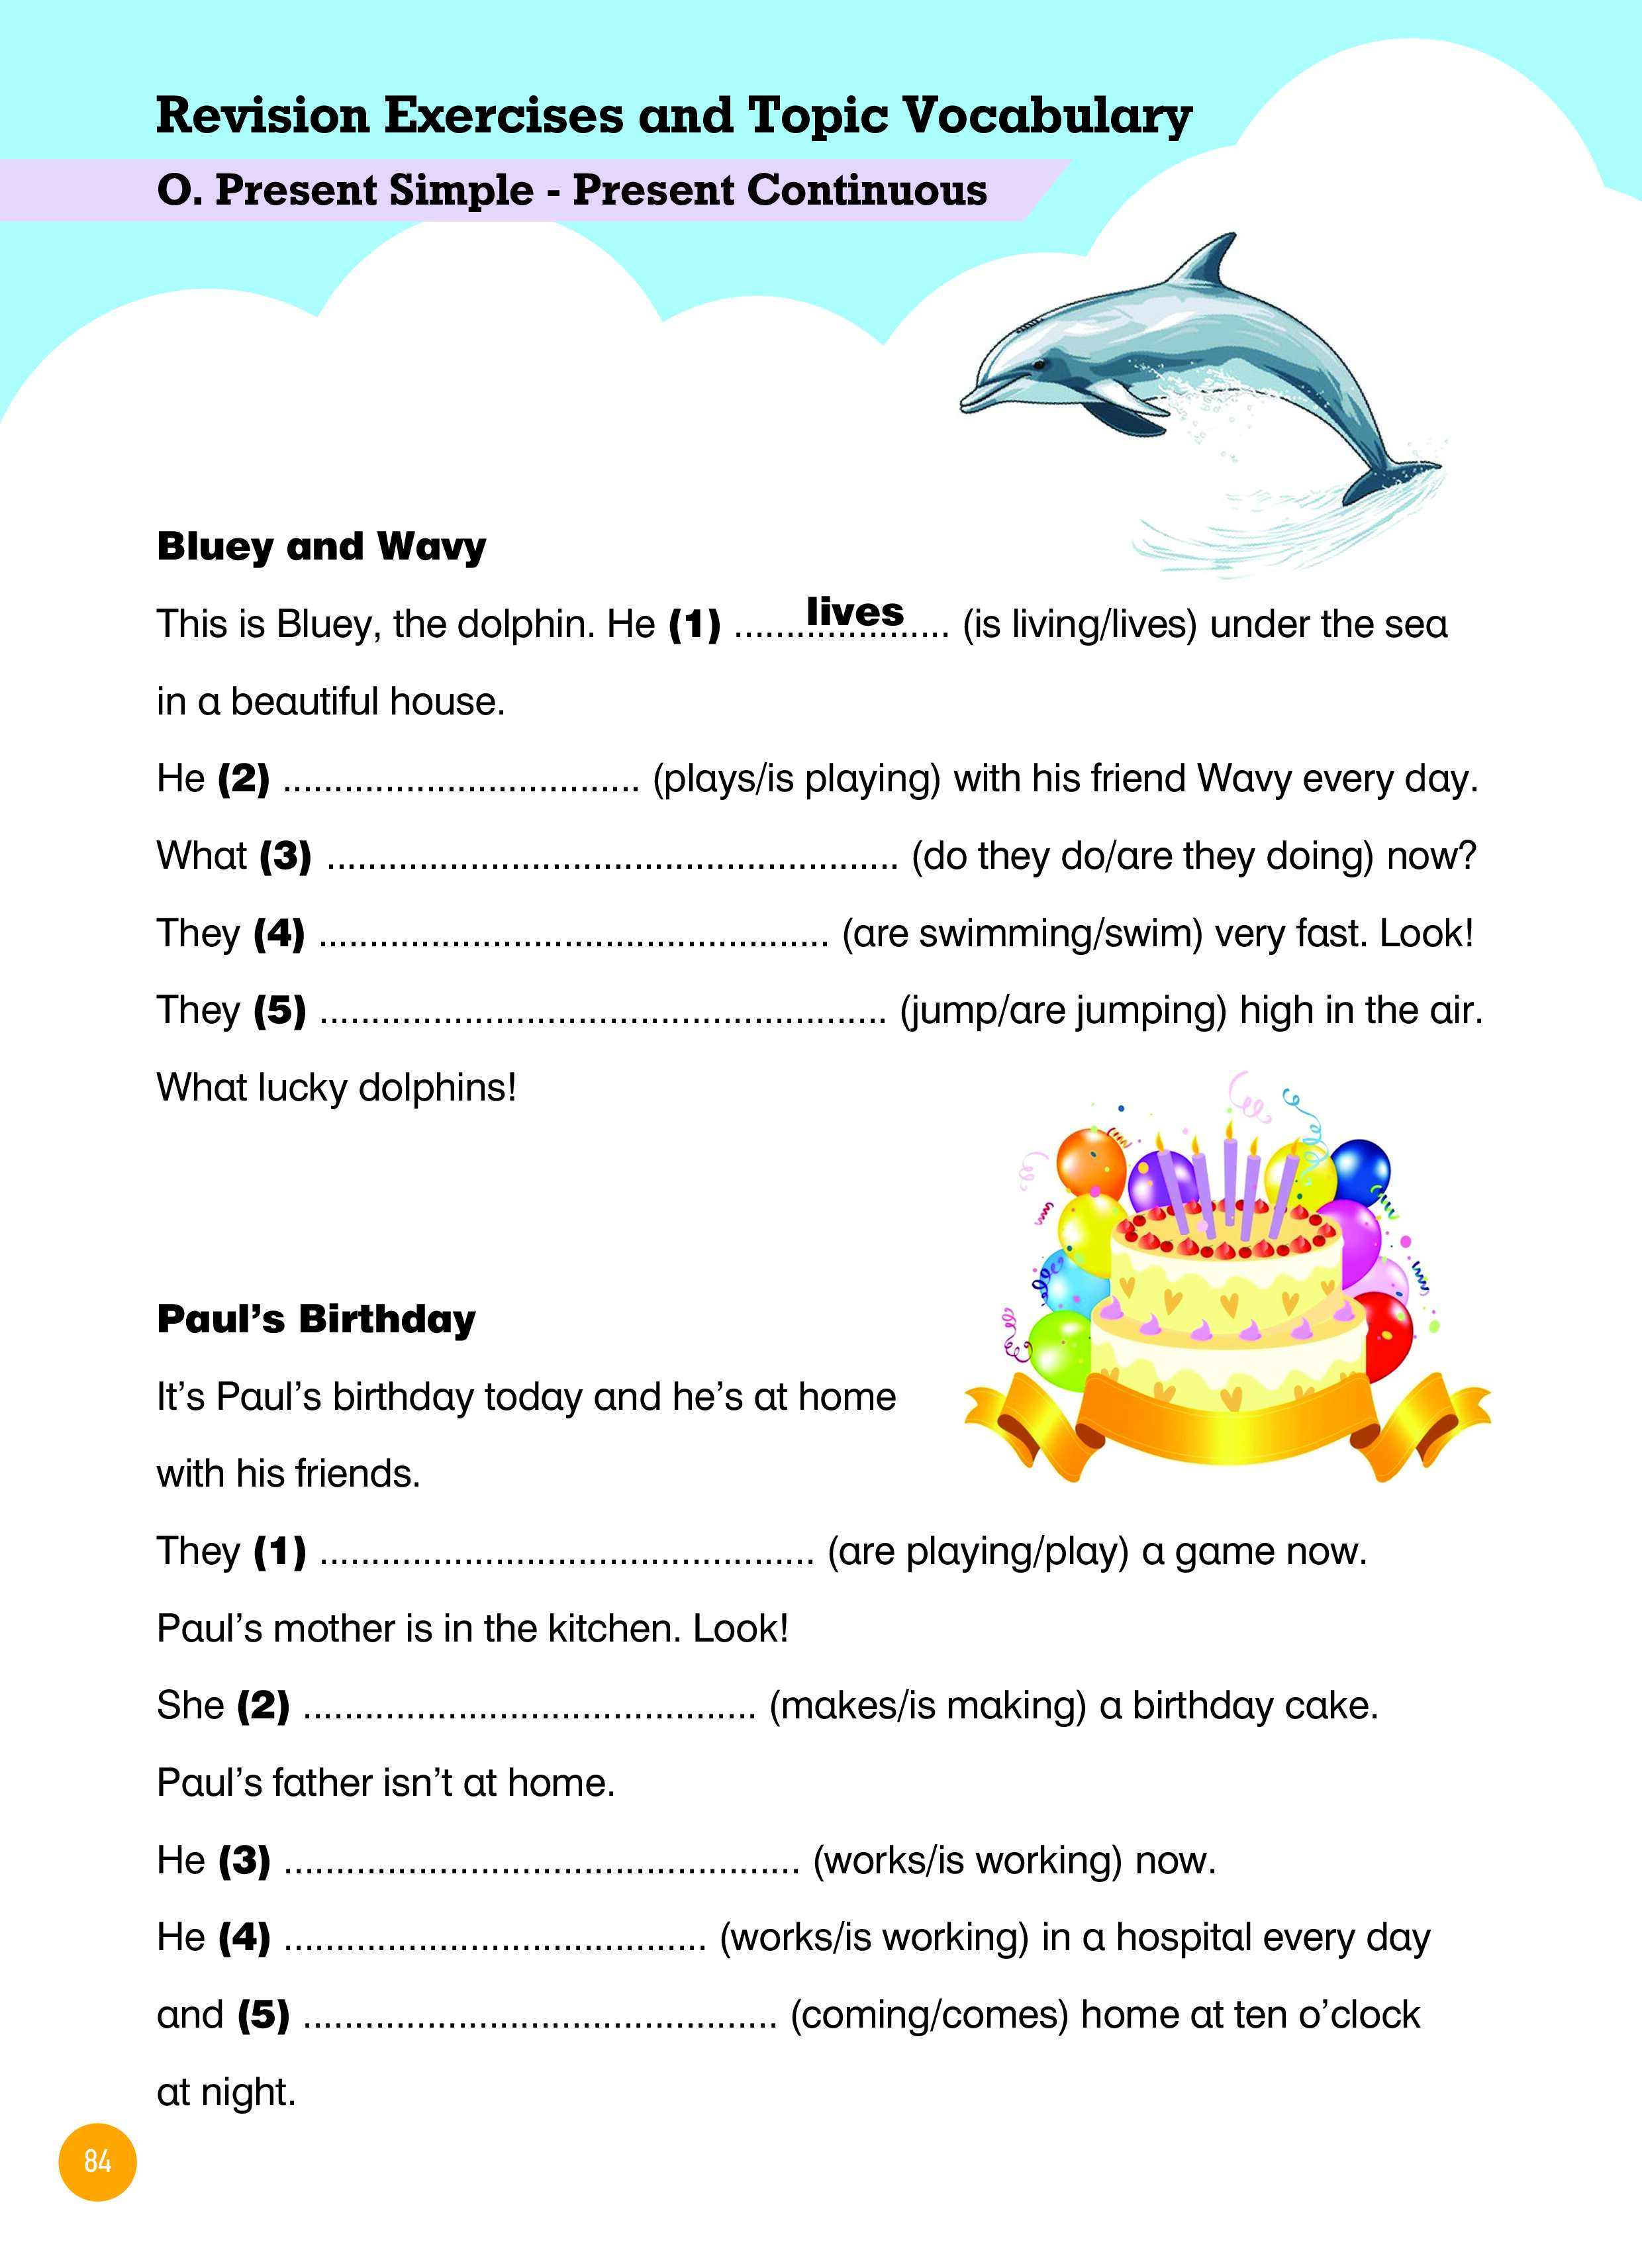 Revision Exercises and Topic Vocabulary
O. Present Simple - Present Continuous
Bluey and Wavy
This is Bluey, the dolphin. He (1) ..................... (is living/lives) under the sea
lives
in a beautiful house.
He (2) ................................... (plays/is playing) with his friend Wavy every day.
What (3) ........................................................ (do they do/are they doing) now?
They (4) .................................................. (are swimming/swim) very fast. Look!
They (5) ....................................................... (jump/are jumping) high in the air.
What lucky dolphins!
Paul's Birthday
It's Paul's birthday today and he's at home
with his friends.
They (1) ................................................ (are playing/play) a game now.
Paul's mother is in the kitchen. Look!
She (2) ............................................ (makes/is making) a birthday cake.
Paul's father isn't at home.
He (3) .................................................. (works/is working) now.
He (4) ......................................... (works/is working) in a hospital every day
and (5) .............................................. (coming/comes) home at ten o'clock
at night.
84